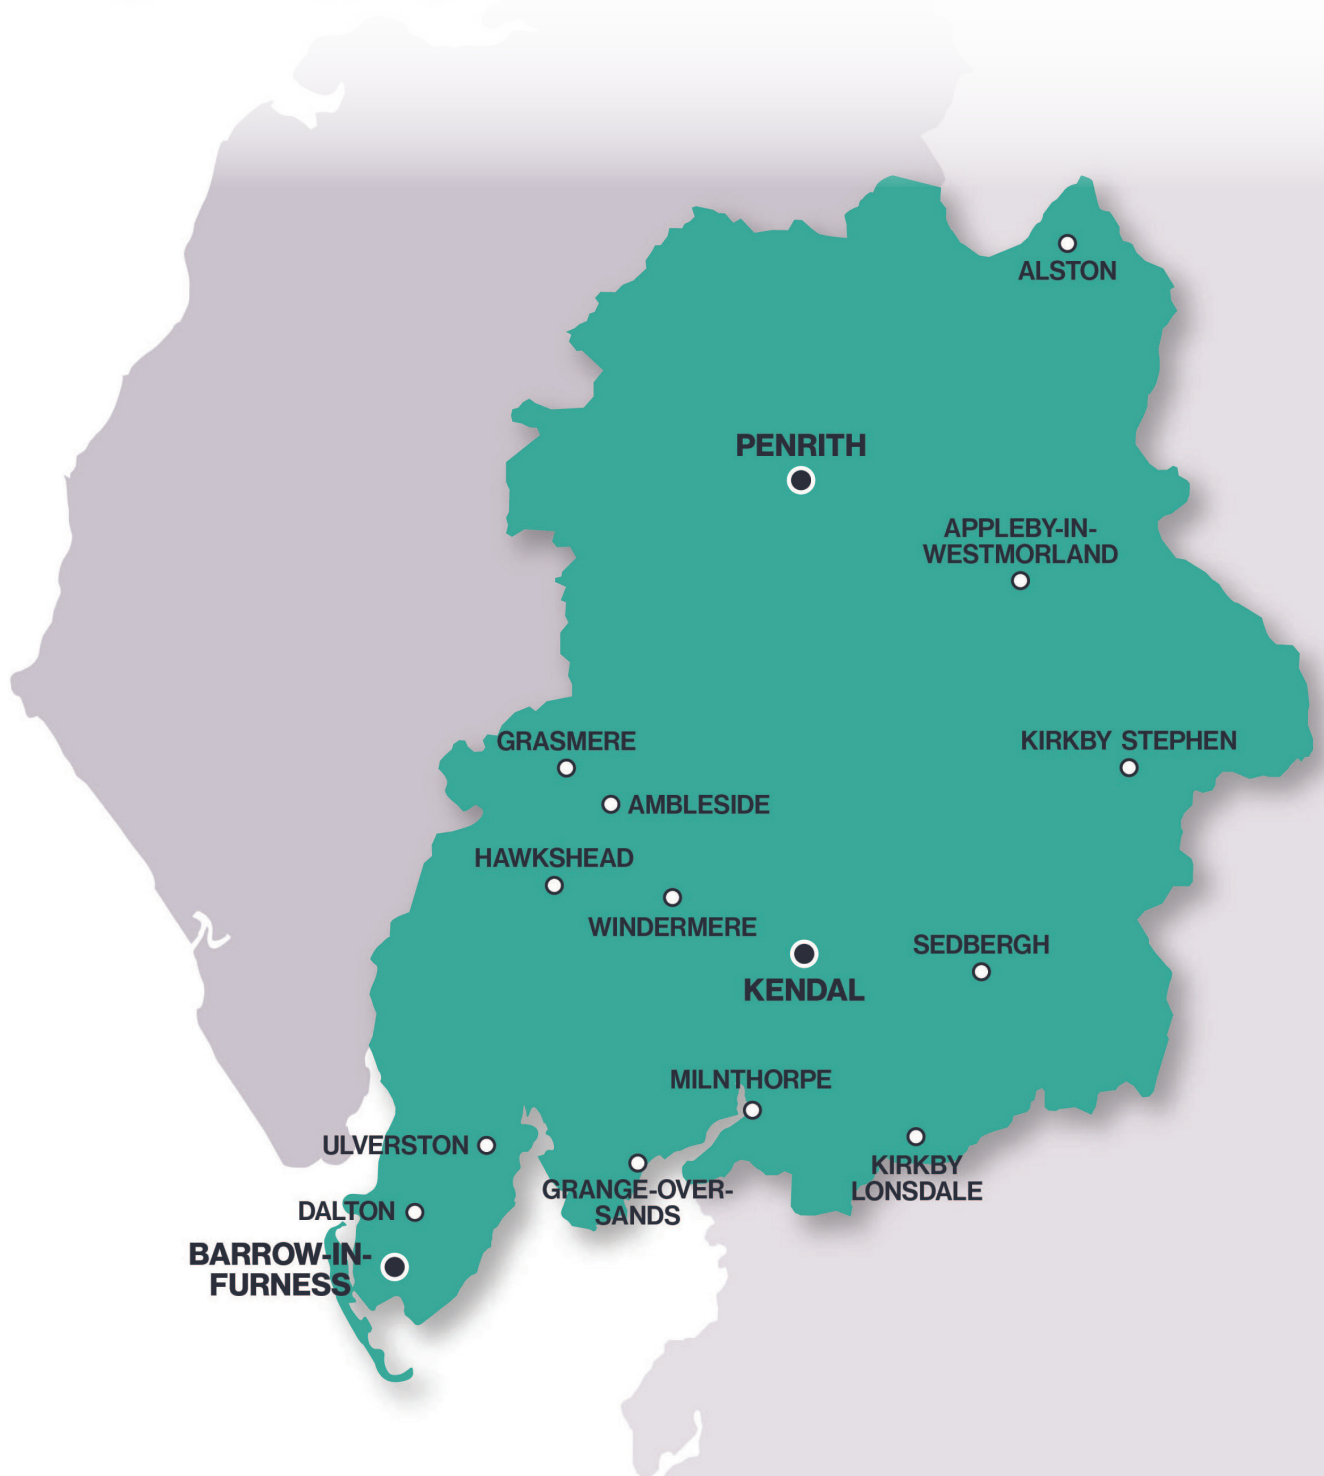 ALSTON
PENRITH
APPLEBY-IN-
WESTMORLAND
GRASMERE
KIRKBY STEPHEN
AMBLESIDE
HAWKSHEAD
WINDERMERE
SEDBERGH
KENDAL
MILNTHORPE
ULVERSTON
KIRKBY
LONSDALE
GRANGE-OVER-
SANDS
DALTON
BARROW-IN-
FURNESS